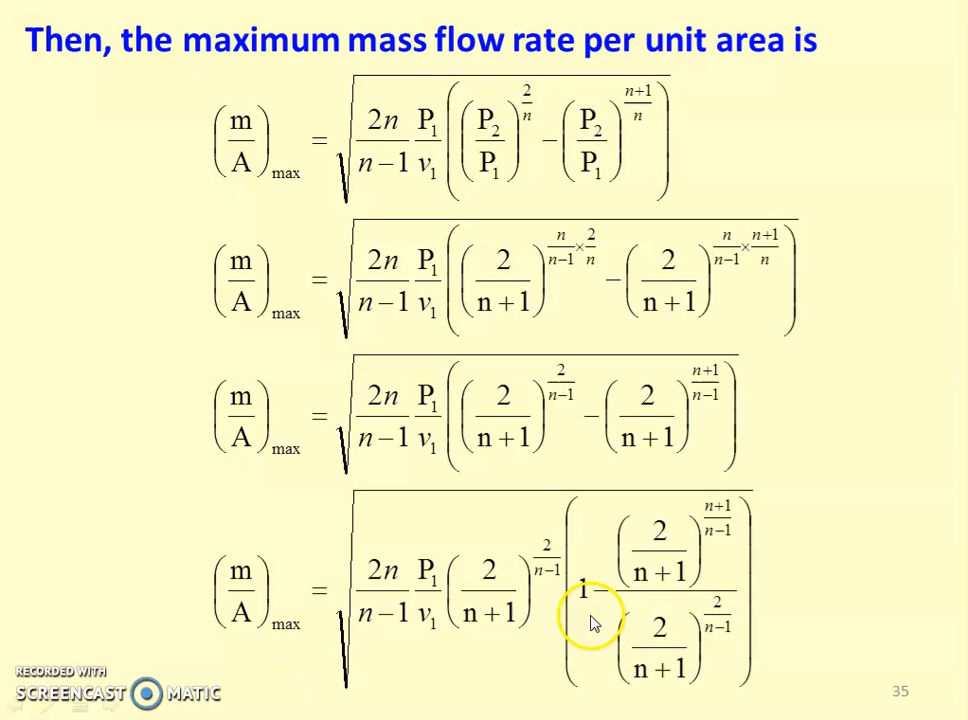 Then, the maximum mass flow rate per unit area is
(m/A)max = √(2n/(n−1) P1/v1 ((P2/P1)^(2/n) − (P2/P1)^((n+1)/n)))
(m/A)max = √(2n/(n−1) P1/v1 ((2/(n+1))^(n/(n−1)×2/n) − (2/(n+1))^(n/(n−1)×(n+1)/n)))
(m/A)max = √(2n/(n−1) P1/v1 ((2/(n+1))^(2/(n−1)) − (2/(n+1))^((n+1)/(n−1))))
(m/A)max = √(2n/(n−1) P1/v1 (2/(n+1))^(2/(n−1)) (1 − (2/(n+1))^((n+1)/(n−1)) / (2/(n+1))^(2/(n−1))))
RECORDED WITH
SCREENCAST MATIC
35